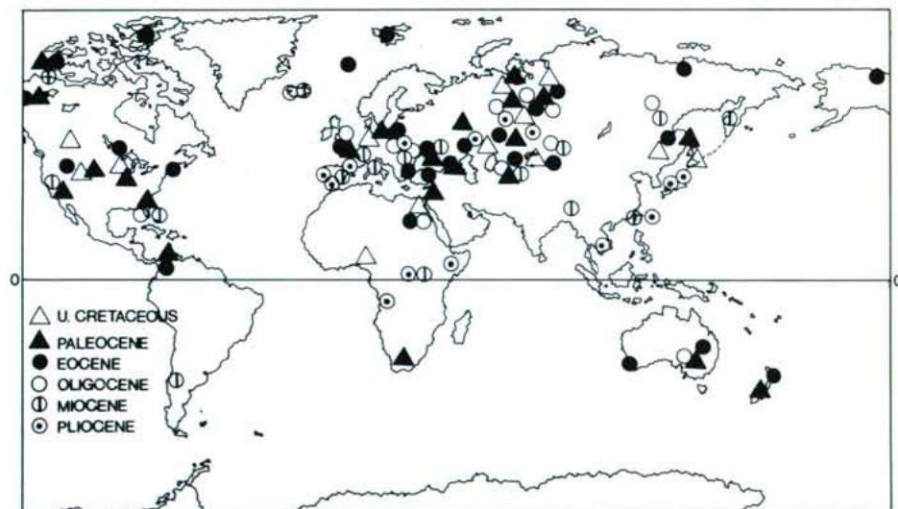 0 0
U. CRETACEOUS
PALEOCENE
EOCENE
OLIGOCENE
MIOCENE
PLIOCENE